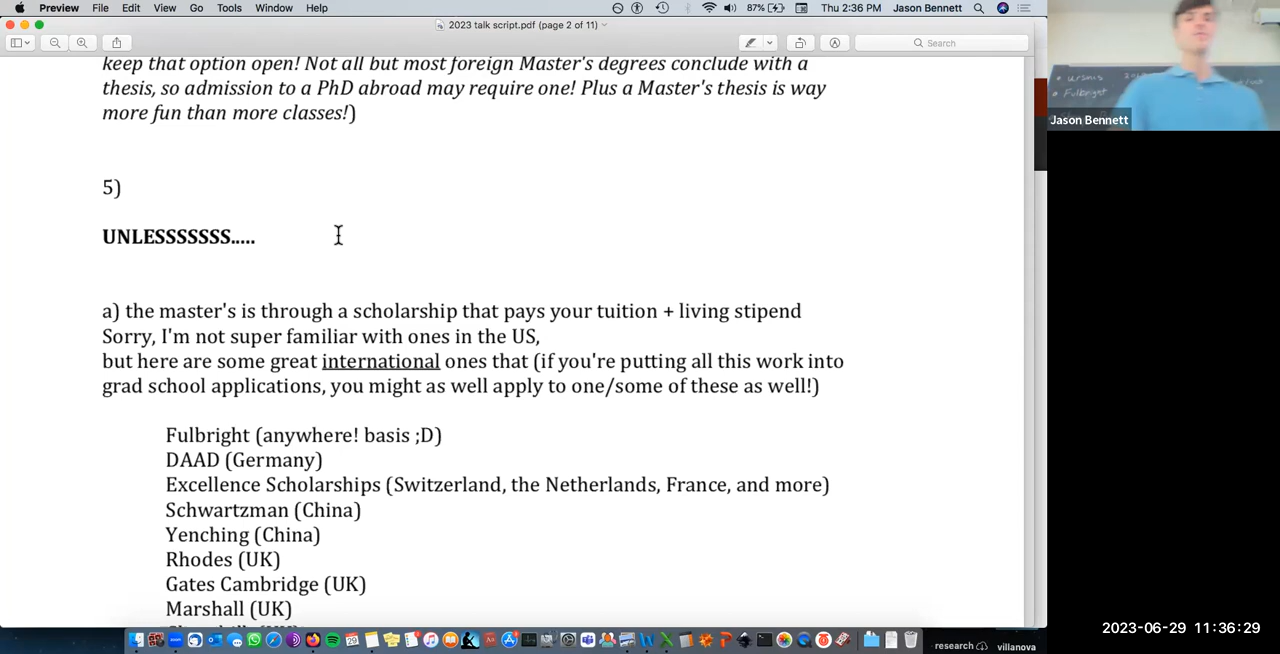 Preview File Edit View Go Tools Window Help 87% Thu 2:36 PM Jason Bennett
2023 talk script.pdf (page 2 of 11)
Search
keep that option open! Not all but most foreign Master's degrees conclude with a
thesis, so admission to a PhD abroad may require one! Plus a Master's thesis is way
more fun than more classes!)
5)
UNLESSSSSSS.....
a) the master's is through a scholarship that pays your tuition + living stipend
Sorry, I'm not super familiar with ones in the US,
but here are some great international ones that (if you're putting all this work into
grad school applications, you might as well apply to one/some of these as well!)
Fulbright (anywhere! basis ;D)
DAAD (Germany)
Excellence Scholarships (Switzerland, the Netherlands, France, and more)
Schwartzman (China)
Yenching (China)
Rhodes (UK)
Gates Cambridge (UK)
Marshall (UK)
Fulbright
Jason Bennett
research
villanova
2023-06-29 11:36:29